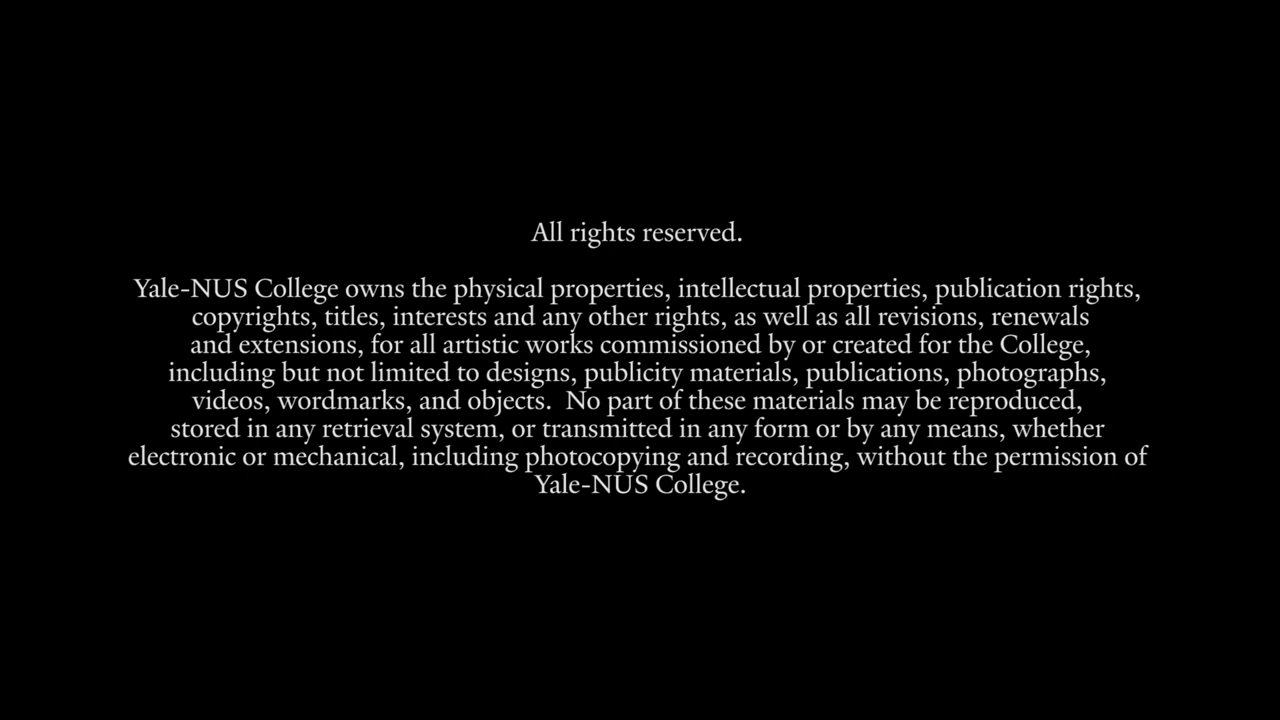 All rights reserved.
Yale-NUS College owns the physical properties, intellectual properties, publication rights,
copyrights, titles, interests and any other rights, as well as all revisions, renewals
and extensions, for all artistic works commissioned by or created for the College,
including but not limited to designs, publicity materials, publications, photographs,
videos, wordmarks, and objects.  No part of these materials may be reproduced,
stored in any retrieval system, or transmitted in any form or by any means, whether
electronic or mechanical, including photocopying and recording, without the permission of
Yale-NUS College.